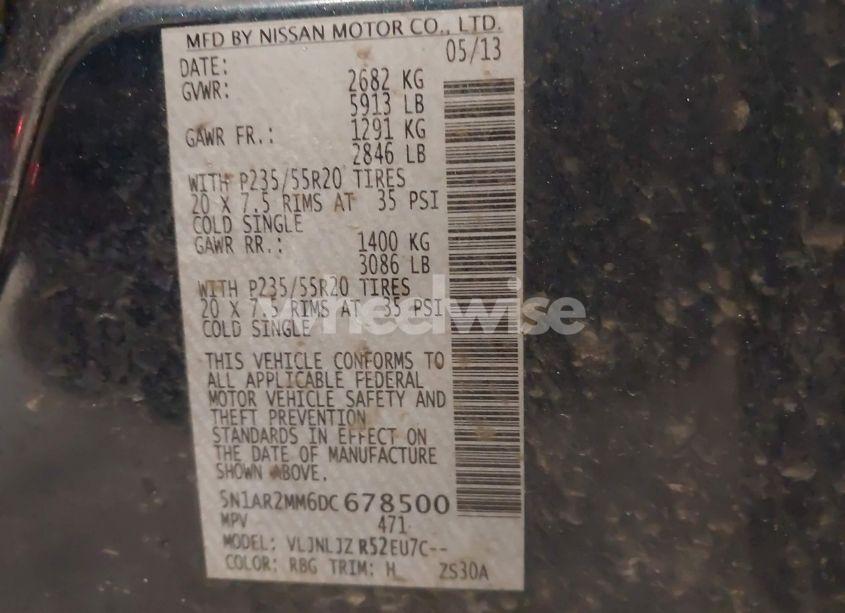 MFD BY NISSAN MOTOR CO., LTD.
DATE: 05/13
GVWR: 2682 KG
5913 LB
GAWR FR.: 1291 KG
2846 LB
WITH P235/55R20 TIRES
20 X 7.5 RIMS AT 35 PSI
COLD SINGLE
GAWR RR.: 1400 KG
3086 LB
WITH P235/55R20 TIRES
20 X 7.5 RIMS AT 35 PSI
COLD SINGLE
wheelwise
THIS VEHICLE CONFORMS TO
ALL APPLICABLE FEDERAL
MOTOR VEHICLE SAFETY AND
THEFT PREVENTION
STANDARDS IN EFFECT ON
THE DATE OF MANUFACTURE
SHOWN ABOVE.
5N1AR2MM6DC 678500
MPV 471
MODEL: VLJNLJZ R52EU7C--
COLOR: RBG TRIM: H ZS30A